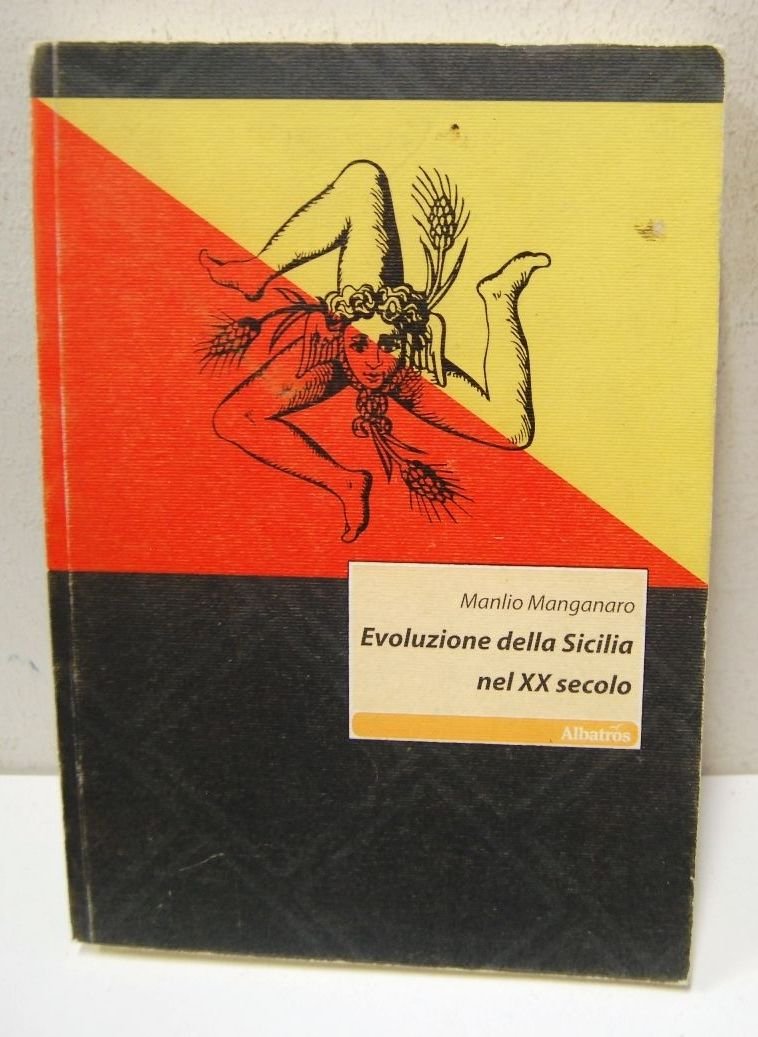 Manlio Manganaro
Evoluzione della Sicilia
nel XX secolo
Albatros